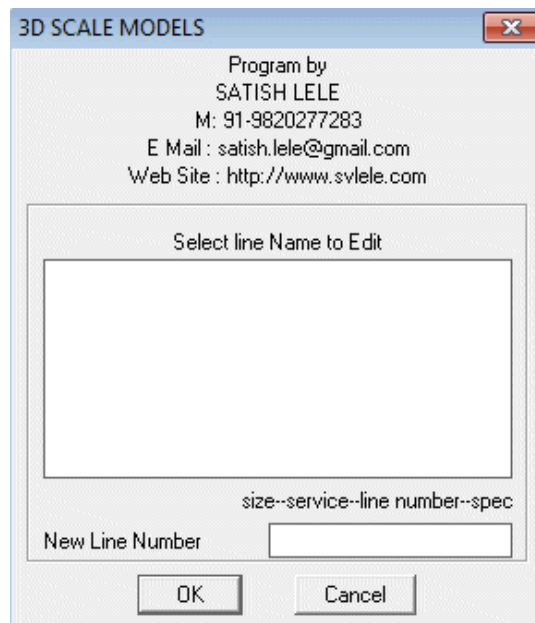 3D SCALE MODELS
Program by
SATISH LELE
M: 91-9820277283
E Mail : satish.lele@gmail.com
Web Site : http://www.svlele.com
Select line Name to Edit
size--service--line number--spec
New Line Number
OK
Cancel